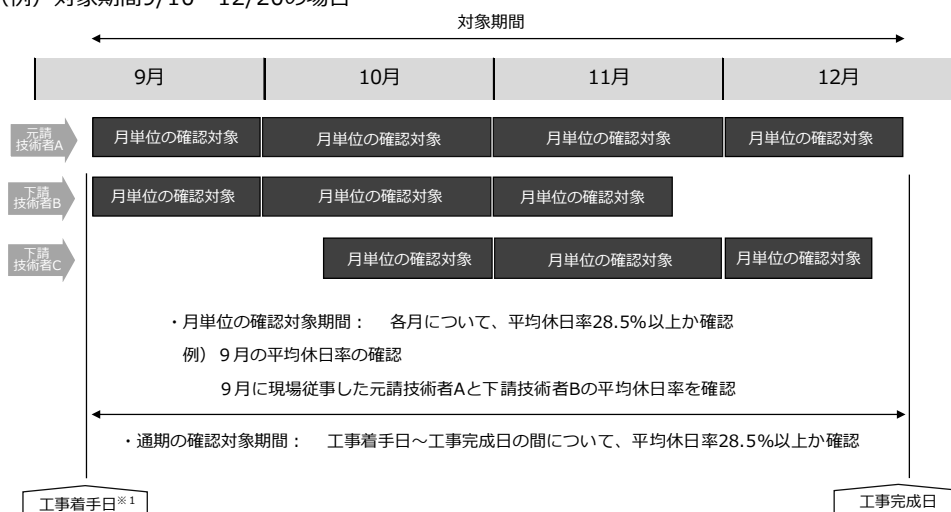 （例）対象期間9/10～12/20の場合
対象期間
9月 10月 11月 12月
元請
技術者A
月単位の確認対象 月単位の確認対象 月単位の確認対象 月単位の確認対象
下請
技術者B
月単位の確認対象 月単位の確認対象 月単位の確認対象
下請
技術者C
月単位の確認対象 月単位の確認対象 月単位の確認対象
・月単位の確認対象期間： 各月について、平均休日率28.5%以上か確認
例）９月の平均休日率の確認
９月に現場従事した元請技術者Aと下請技術者Bの平均休日率を確認
・通期の確認対象期間： 工事着手日～工事完成日の間について、平均休日率28.5%以上か確認
工事着手日※1
工事完成日